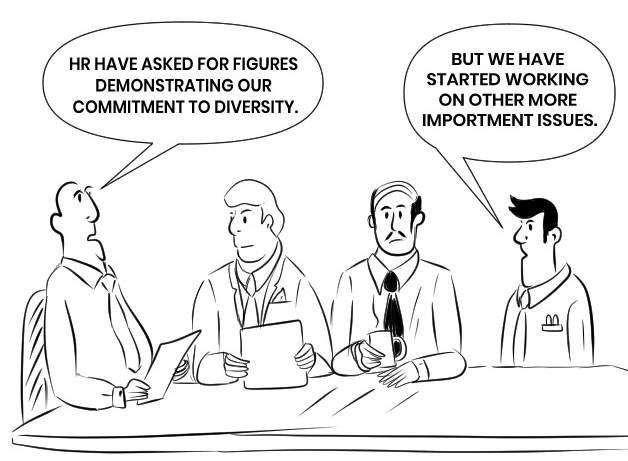 HR HAVE ASKED FOR FIGURES
DEMONSTRATING OUR
COMMITMENT TO DIVERSITY.
BUT WE HAVE
STARTED WORKING
ON OTHER MORE
IMPORTMENT ISSUES.